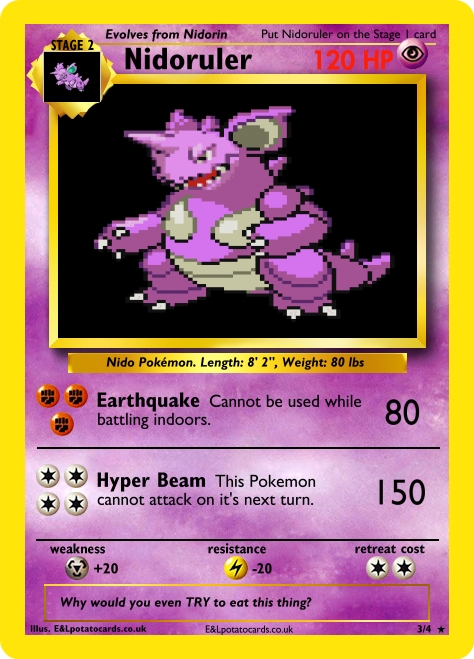 Evolves from Nidorin
Put Nidoruler on the Stage 1 card
STAGE 2
Nidoruler
120 HP
Nido Pokémon. Length: 8' 2", Weight: 80 lbs
Earthquake Cannot be used while
battling indoors.
80
Hyper Beam This Pokemon
cannot attack on it's next turn.
150
weakness
resistance
retreat cost
+20
-20
Why would you even TRY to eat this thing?
Illus. E&Lpotatocards.co.uk
E&Lpotatocards.co.uk
3/4 ★